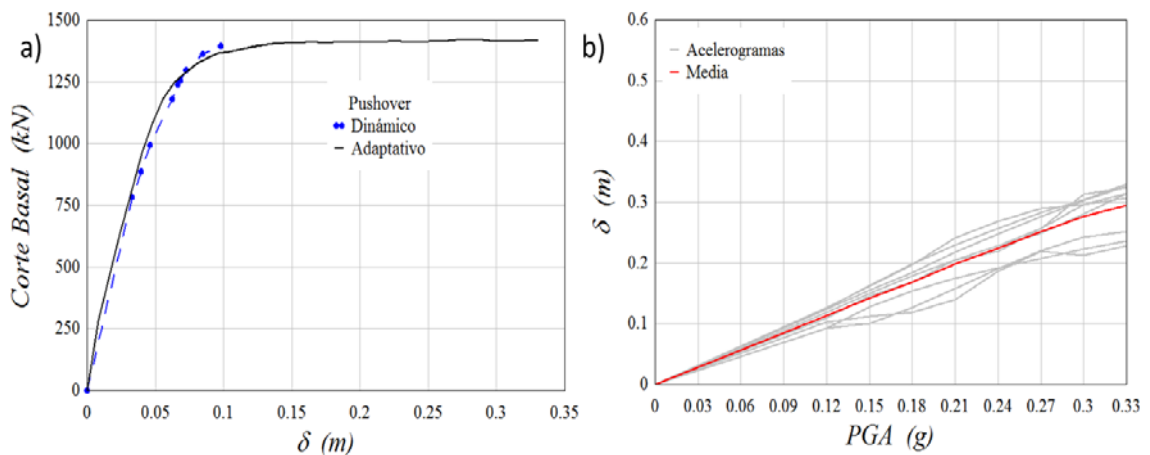 a)
1500
1250
1000
750
500
250
0
Corte Basal (kN)
Pushover
Dinámico
Adaptativo
0 0.05 0.1 0.15 0.2 0.25 0.3 0.35
δ (m)
b)
0.6
0.5
0.4
0.3
0.2
0.1
0
δ (m)
Acelerogramas
Media
0 0.03 0.06 0.09 0.12 0.15 0.18 0.21 0.24 0.27 0.3 0.33
PGA (g)